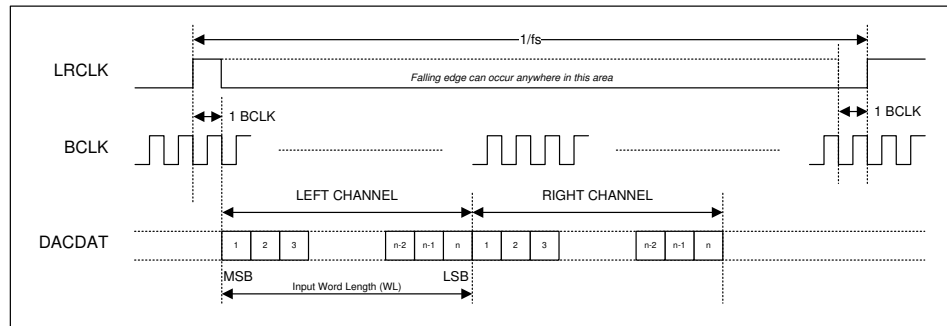 1/fs
LRCLK
Falling edge can occur anywhere in this area
1 BCLK
1 BCLK
BCLK
LEFT CHANNEL
RIGHT CHANNEL
DACDAT
1 2 3 n-2 n-1 n 1 2 3 n-2 n-1 n
MSB LSB
Input Word Length (WL)